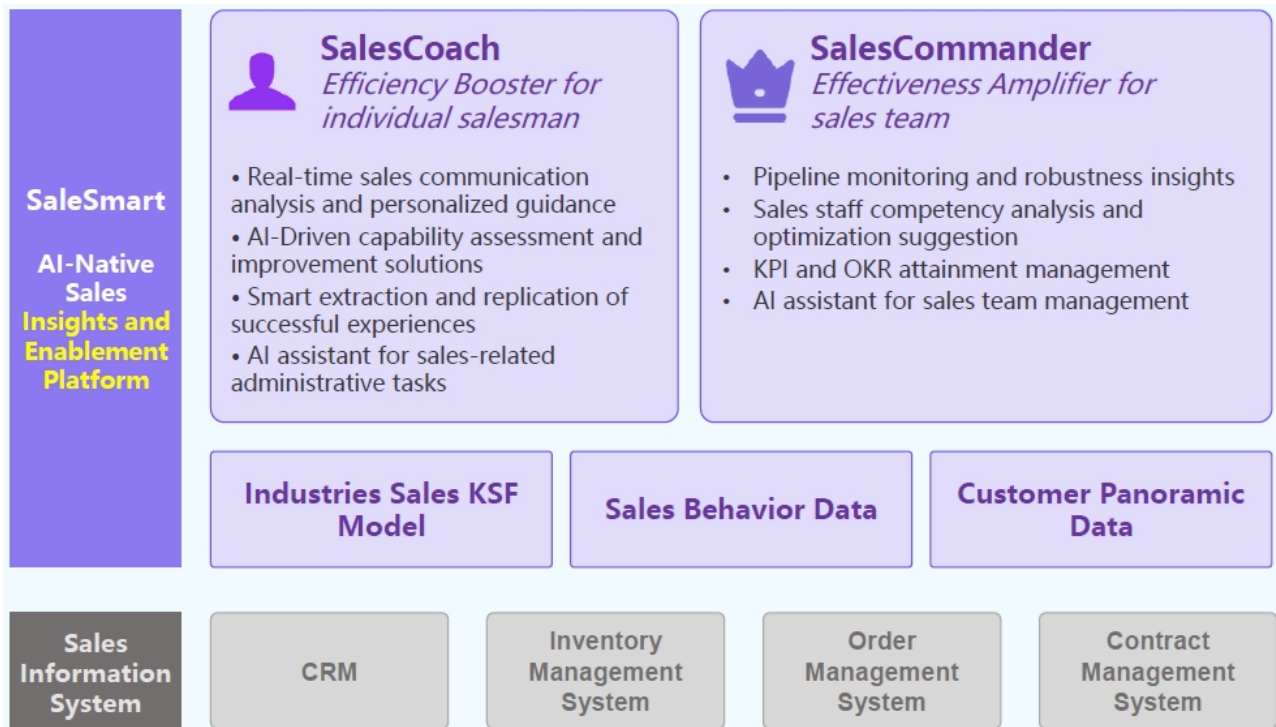 SaleSmart
AI-Native
Sales
Insights and
Enablement
Platform
SalesCoach
Efficiency Booster for
individual salesman
• Real-time sales communication
analysis and personalized guidance
• AI-Driven capability assessment and
improvement solutions
• Smart extraction and replication of
successful experiences
• AI assistant for sales-related
administrative tasks
SalesCommander
Effectiveness Amplifier for
sales team
• Pipeline monitoring and robustness insights
• Sales staff competency analysis and
optimization suggestion
• KPI and OKR attainment management
• AI assistant for sales team management
Industries Sales KSF
Model
Sales Behavior Data
Customer Panoramic
Data
Sales
Information
System
CRM
Inventory
Management
System
Order
Management
System
Contract
Management
System